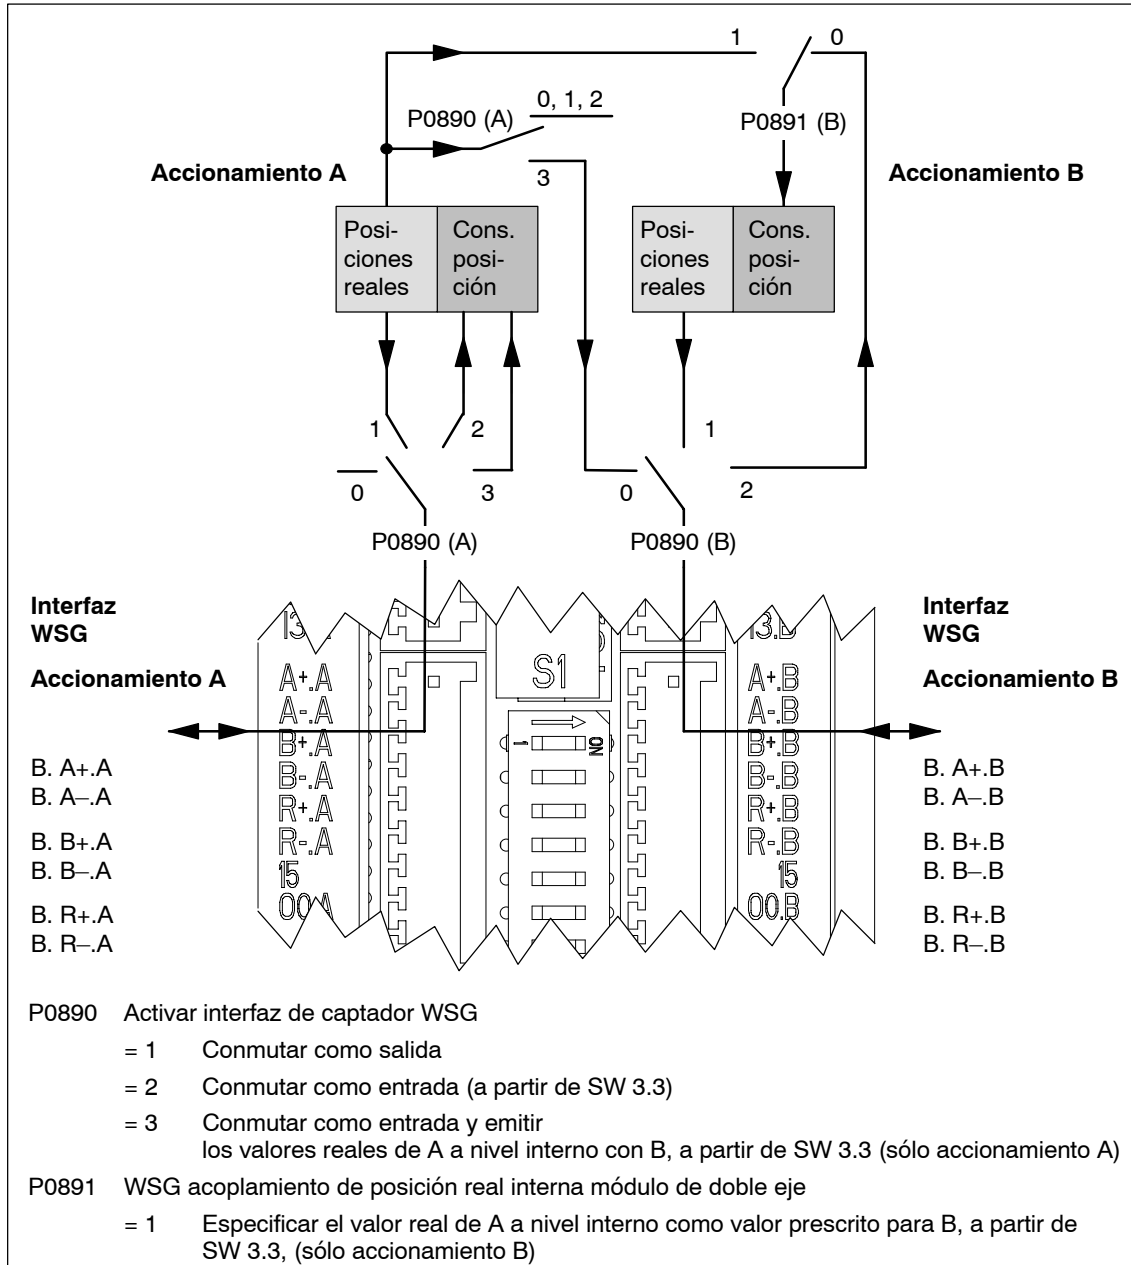 1
0
0, 1, 2
P0890 (A)
P0891 (B)
3
Accionamiento A
Accionamiento B
Posi-
ciones
reales
Cons.
posi-
ción
Posi-
ciones
reales
Cons.
posi-
ción
1
2
0
3
1
0
2
P0890 (A)
P0890 (B)
Interfaz
WSG
Accionamiento A
Interfaz
WSG
Accionamiento B
S1
A+.A
A-.A
B+.A
B-.A
R+.A
R-.A
15
00.A
1
ON
13.B
A+.B
A-.B
B+.B
B-.B
R+.B
R-.B
15
00.B
B. A+.A
B. A–.A
B. B+.A
B. B–.A
B. R+.A
B. R–.A
B. A+.B
B. A–.B
B. B+.B
B. B–.B
B. R+.B
B. R–.B
P0890 Activar interfaz de captador WSG
= 1 Conmutar como salida
= 2 Conmutar como entrada (a partir de SW 3.3)
= 3 Conmutar como entrada y emitir
los valores reales de A a nivel interno con B, a partir de SW 3.3 (sólo accionamiento A)
P0891 WSG acoplamiento de posición real interna módulo de doble eje
= 1 Especificar el valor real de A a nivel interno como valor prescrito para B, a partir de
SW 3.3, (sólo accionamiento B)